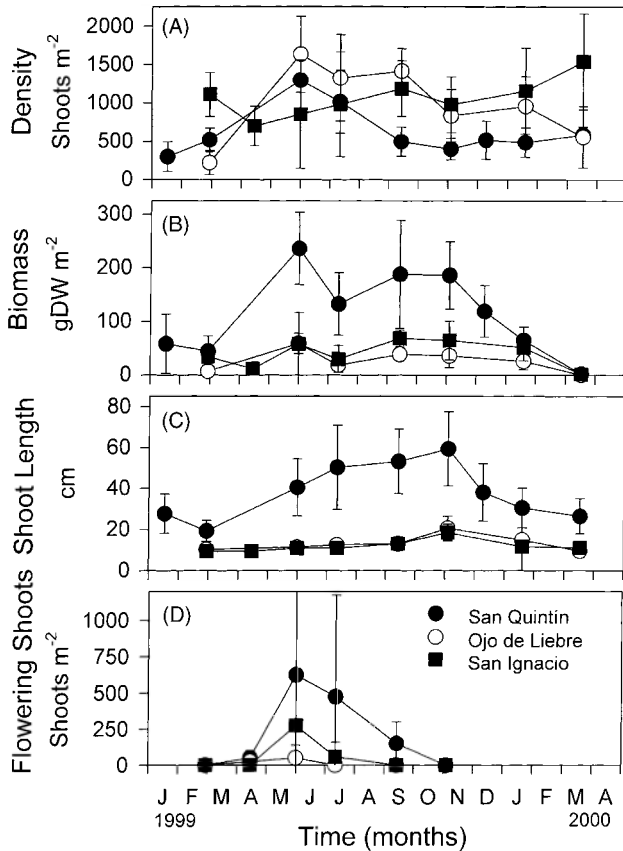 (A)
2000
1500
1000
500
0
Density
Shoots m-2
(B)
300
200
100
0
Biomass
gDW m-2
(C)
80
60
40
20
0
Shoot Length
cm
(D)
1000
750
500
250
0
Flowering Shoots
Shoots m-2
San Quintín
Ojo de Liebre
San Ignacio
J F M A M J J A S O N D J F M A
1999 2000
Time (months)